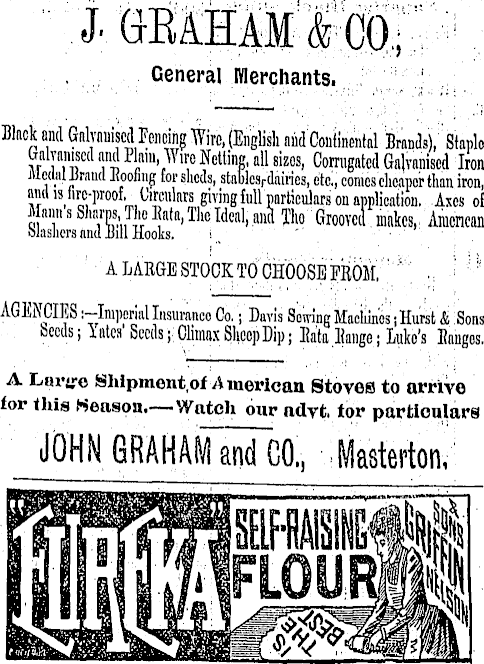 J. GRAHAM & CO.,
General Merchants.
Black and Galvanised Fencing Wire, (English and Continental Brands), Staple
Galvanised and Plain, Wire Netting, all sizes, Corrugated Galvanised Iron
Medal Brand Roofing for sheds, stables, dairies, etc., comes cheaper than iron,
and is fire-proof. Circulars giving full particulars on application. Axes of
Mann's Sharps, The Rata, The Ideal, and The Grooved makes, American
Slashers and Bill Hooks.
A LARGE STOCK TO CHOOSE FROM.
AGENCIES :—Imperial Insurance Co. ; Davis Sewing Machines ; Hurst & Sons
Seeds ; Yates' Seeds ; Climax Sheep Dip ; Rata Range ; Luke's Ranges.
A Large Shipment of American Stoves to arrive
for this Season.—Watch our advt. for particulars
JOHN GRAHAM and CO., Masterton.
"EUREKA"
SELF-RAISING
FLOUR
IS
THE
BEST
GRIFFIN
& SONS
NELSON